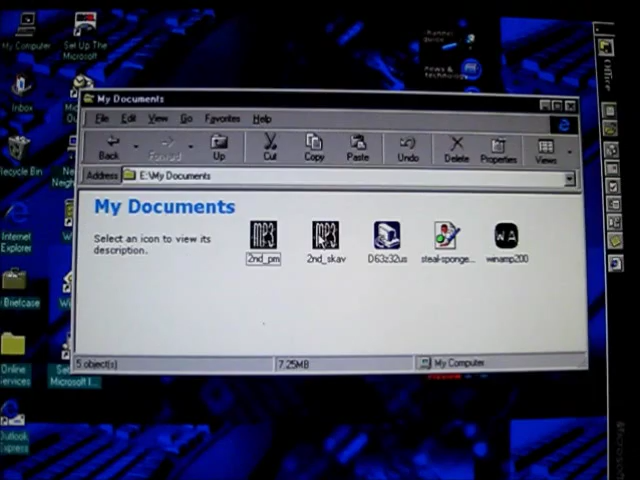 My Computer
Set Up The
Microsoft
Inbox
Recycle Bin
Internet
Explorer
Briefcase
Online
Services
Microsoft I...
Outlook
Express
My Documents
File Edit View Go Favorites Help
Back Forward Up Cut Copy Paste Undo Delete Properties Views
Address E:\My Documents
My Documents
Select an icon to view its
description.
2nd_pm 2nd_skav D63z32us steal-sponge... winamp200
5 object(s) 7.25MB My Computer
news &
technology
Office